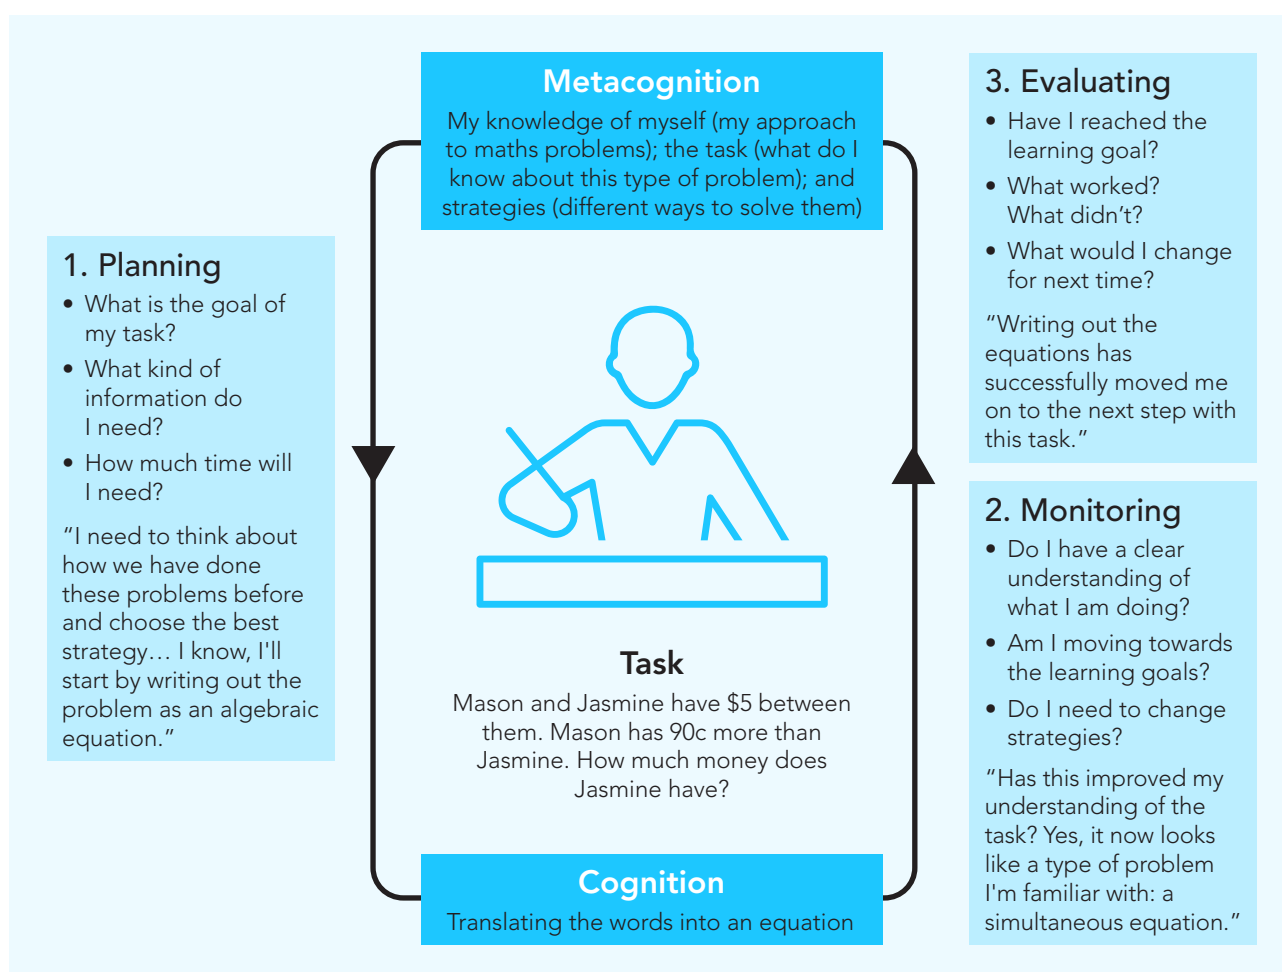 Metacognition
My knowledge of myself (my approach
to maths problems); the task (what do I
know about this type of problem); and
strategies (different ways to solve them)
1. Planning
• What is the goal of
my task?
• What kind of
information do
I need?
• How much time will
I need?
“I need to think about
how we have done
these problems before
and choose the best
strategy… I know, I'll
start by writing out the
problem as an algebraic
equation.”
Task
Mason and Jasmine have $5 between
them. Mason has 90c more than
Jasmine. How much money does
Jasmine have?
Cognition
Translating the words into an equation
3. Evaluating
• Have I reached the
learning goal?
• What worked?
What didn’t?
• What would I change
for next time?
“Writing out the
equations has
successfully moved me
on to the next step with
this task.”
2. Monitoring
• Do I have a clear
understanding of
what I am doing?
• Am I moving towards
the learning goals?
• Do I need to change
strategies?
“Has this improved my
understanding of the
task? Yes, it now looks
like a type of problem
I'm familiar with: a
simultaneous equation.”